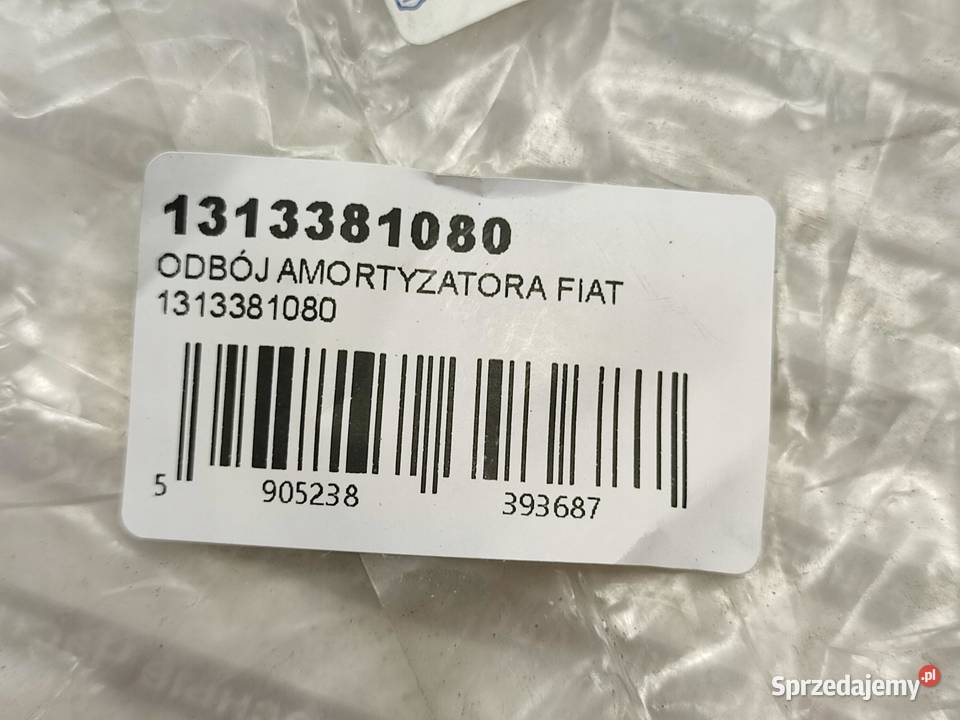 1313381080
ODBÓJ AMORTYZATORA FIAT
1313381080
5 905238 393687
Sprzedajemy.pl